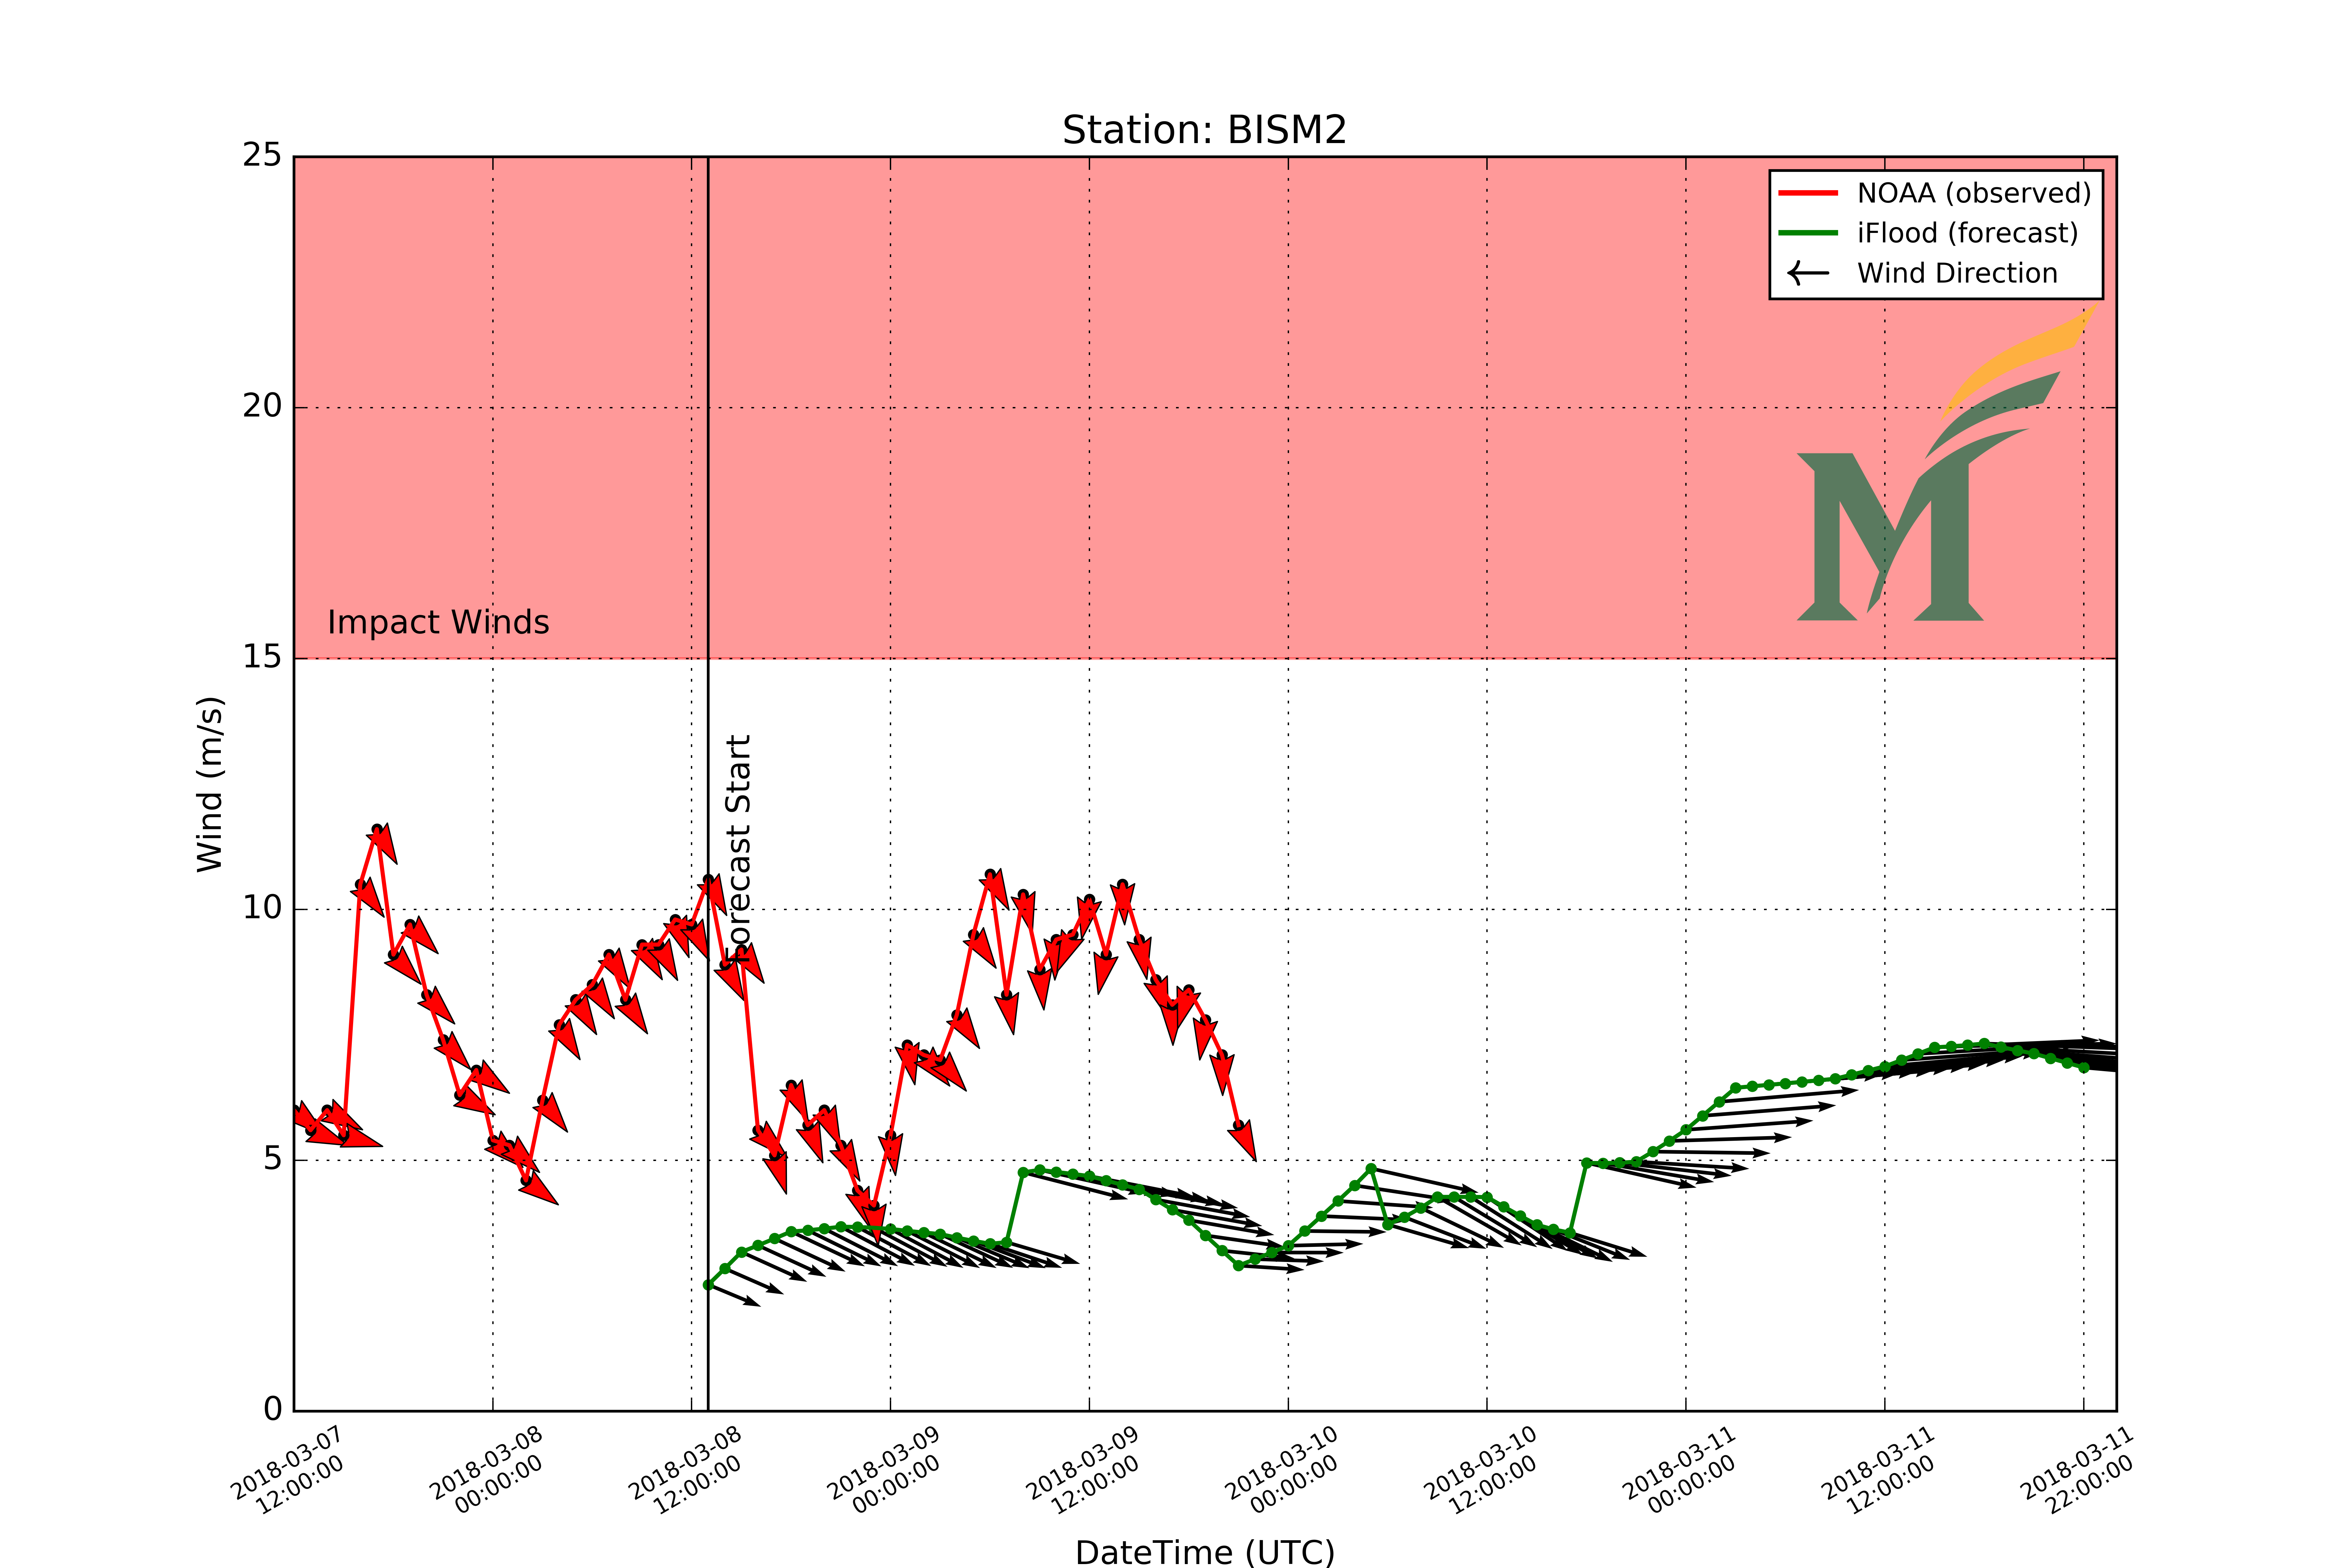 Station: BISM2
25
20
15
10
5
0
Wind (m/s)
NOAA (observed)
iFlood (forecast)
Wind Direction
M
Impact Winds
Forecast Start
2018-03-07
12:00:00
2018-03-08
00:00:00
2018-03-08
12:00:00
2018-03-09
00:00:00
2018-03-09
12:00:00
2018-03-10
00:00:00
2018-03-10
12:00:00
2018-03-11
00:00:00
2018-03-11
12:00:00
2018-03-11
22:00:00
DateTime (UTC)